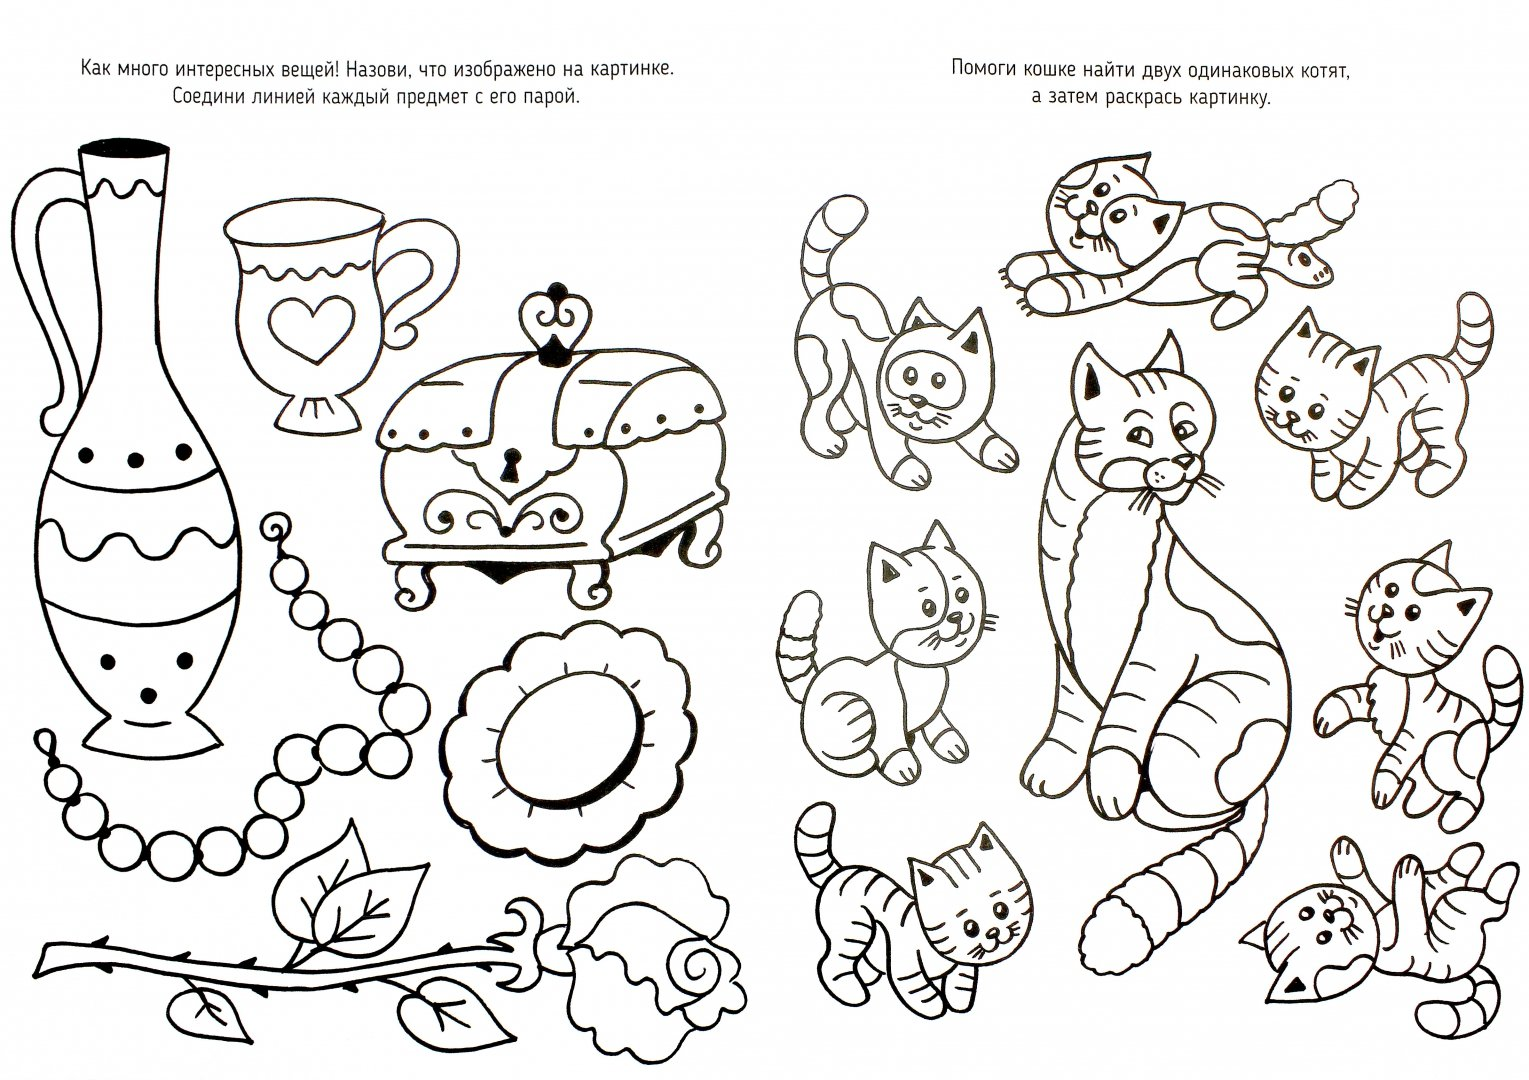 Как много интересных вещей! Назови, что изображено на картинке.
Соедини линией каждый предмет с его парой.
Помоги кошке найти двух одинаковых котят,
а затем раскрась картинку.